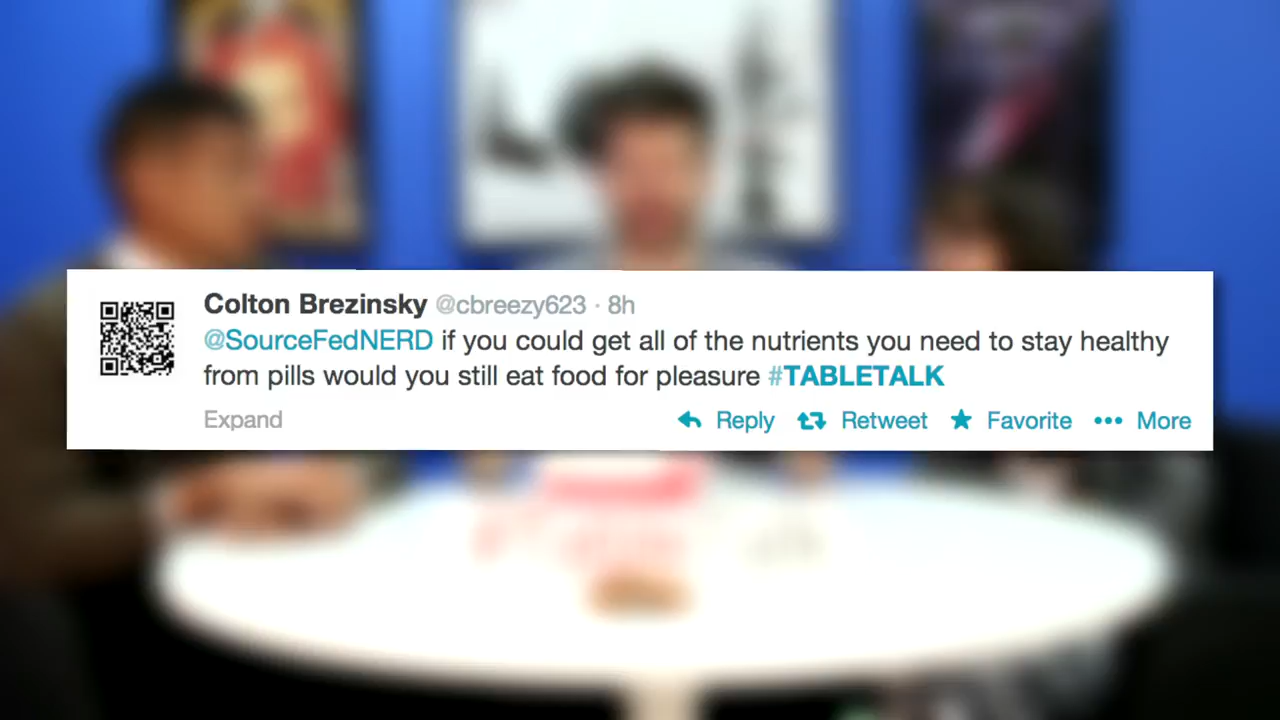 Colton Brezinsky @cbreezy623 · 8h
@SourceFedNERD if you could get all of the nutrients you need to stay healthy
from pills would you still eat food for pleasure #TABLETALK
Expand Reply Retweet Favorite More